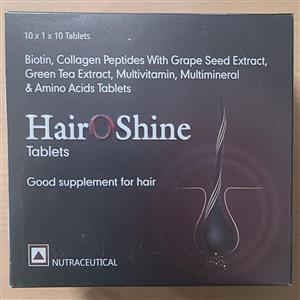 10 x 1 x 10 Tablets
Biotin, Collagen Peptides With Grape Seed Extract,
Green Tea Extract, Multivitamin, Multimineral
& Amino Acids Tablets
HairOShine
Tablets
Good supplement for hair
NUTRACEUTICAL